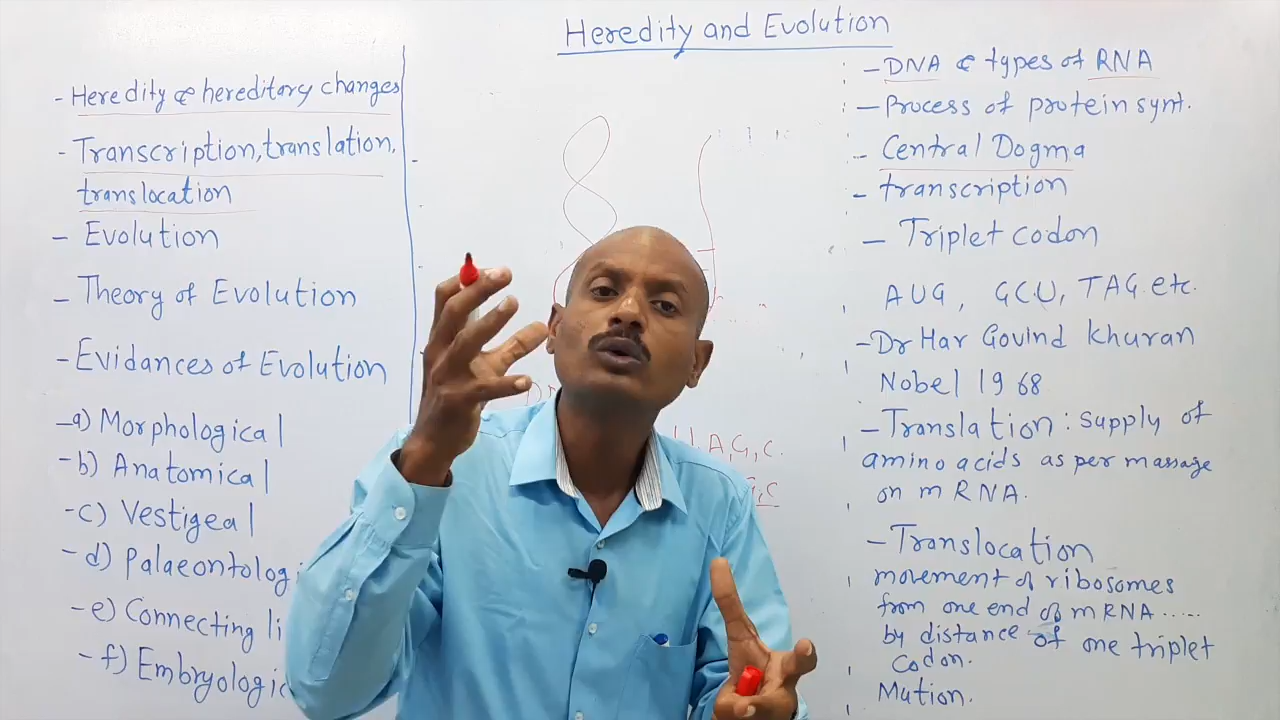 Heredity and Evolution
- Heredity & hereditary changes
- Transcription, translation,
translocation
- Evolution
- Theory of Evolution
- Evidances of Evolution
- a) Morphological
- b) Anatomical
- c) Vestigeal
- d) Palaeontolog
- e) Connecting li
- f) Embryologic
U, A, G, C.
G, C
- DNA & types of RNA
- Process of protein synt.
- Central Dogma
- transcription
- Triplet codon
AUG, GCU, TAG etc.
- Dr Har Govind Khuran
Nobel 1968
- Translation: supply of
amino acids as per massage
on mRNA.
- Translocation
movement of ribosomes
from one end of mRNA.....
by distance of one triplet
codon.
Mution.